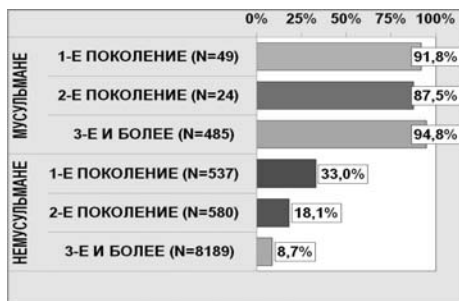 0% 25% 50% 75% 100%
МУСУЛЬМАНЕ
1-Е ПОКОЛЕНИЕ (N=49) 91,8%
2-Е ПОКОЛЕНИЕ (N=24) 87,5%
3-Е И БОЛЕЕ (N=485) 94,8%
НЕМУСУЛЬМАНЕ
1-Е ПОКОЛЕНИЕ (N=537) 33,0%
2-Е ПОКОЛЕНИЕ (N=580) 18,1%
3-Е И БОЛЕЕ (N=8189) 8,7%